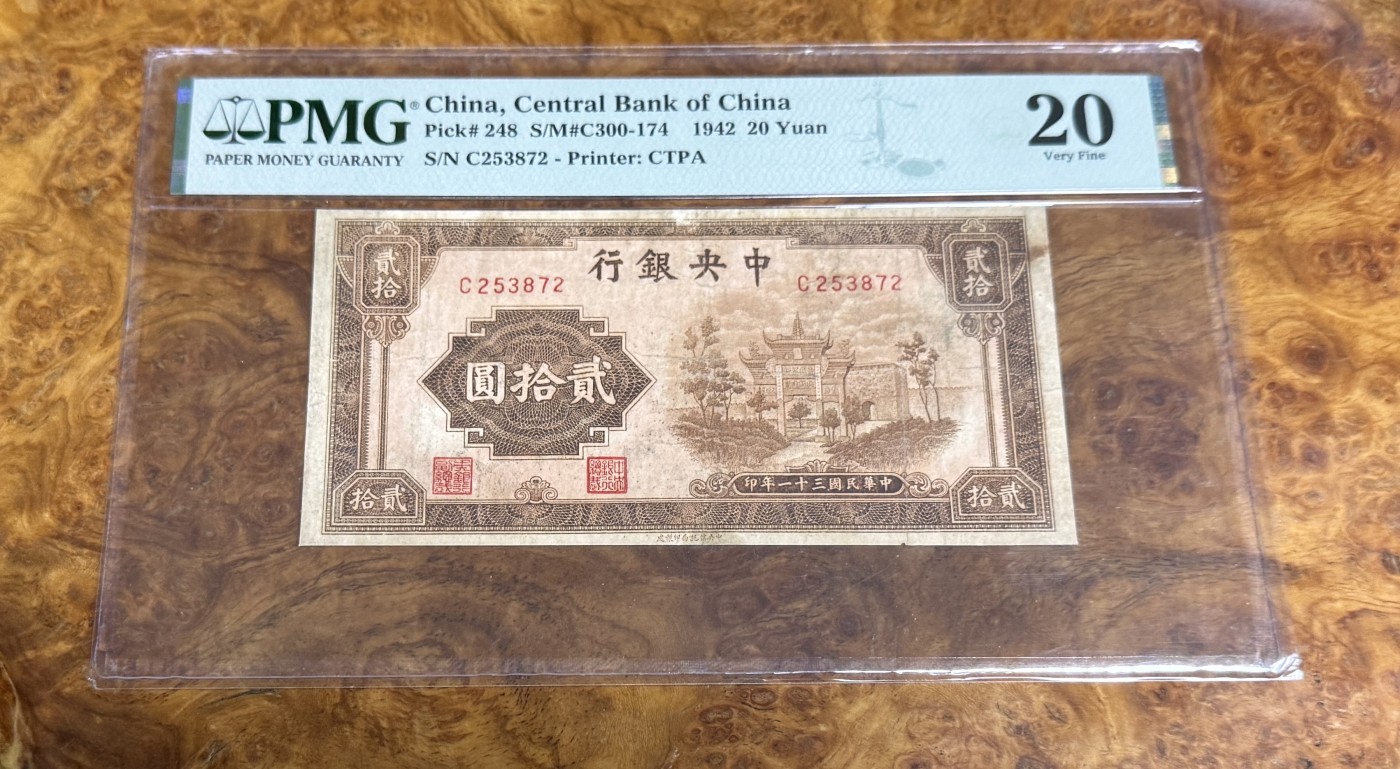 PMG®
PAPER MONEY GUARANTY
China, Central Bank of China
Pick# 248 S/M#C300-174 1942 20 Yuan
S/N C253872 - Printer: CTPA
20
Very Fine
行銀央中
貳拾
貳拾
C253872
C253872
圓拾貳
印年一十三國民華中
拾貳
拾貳